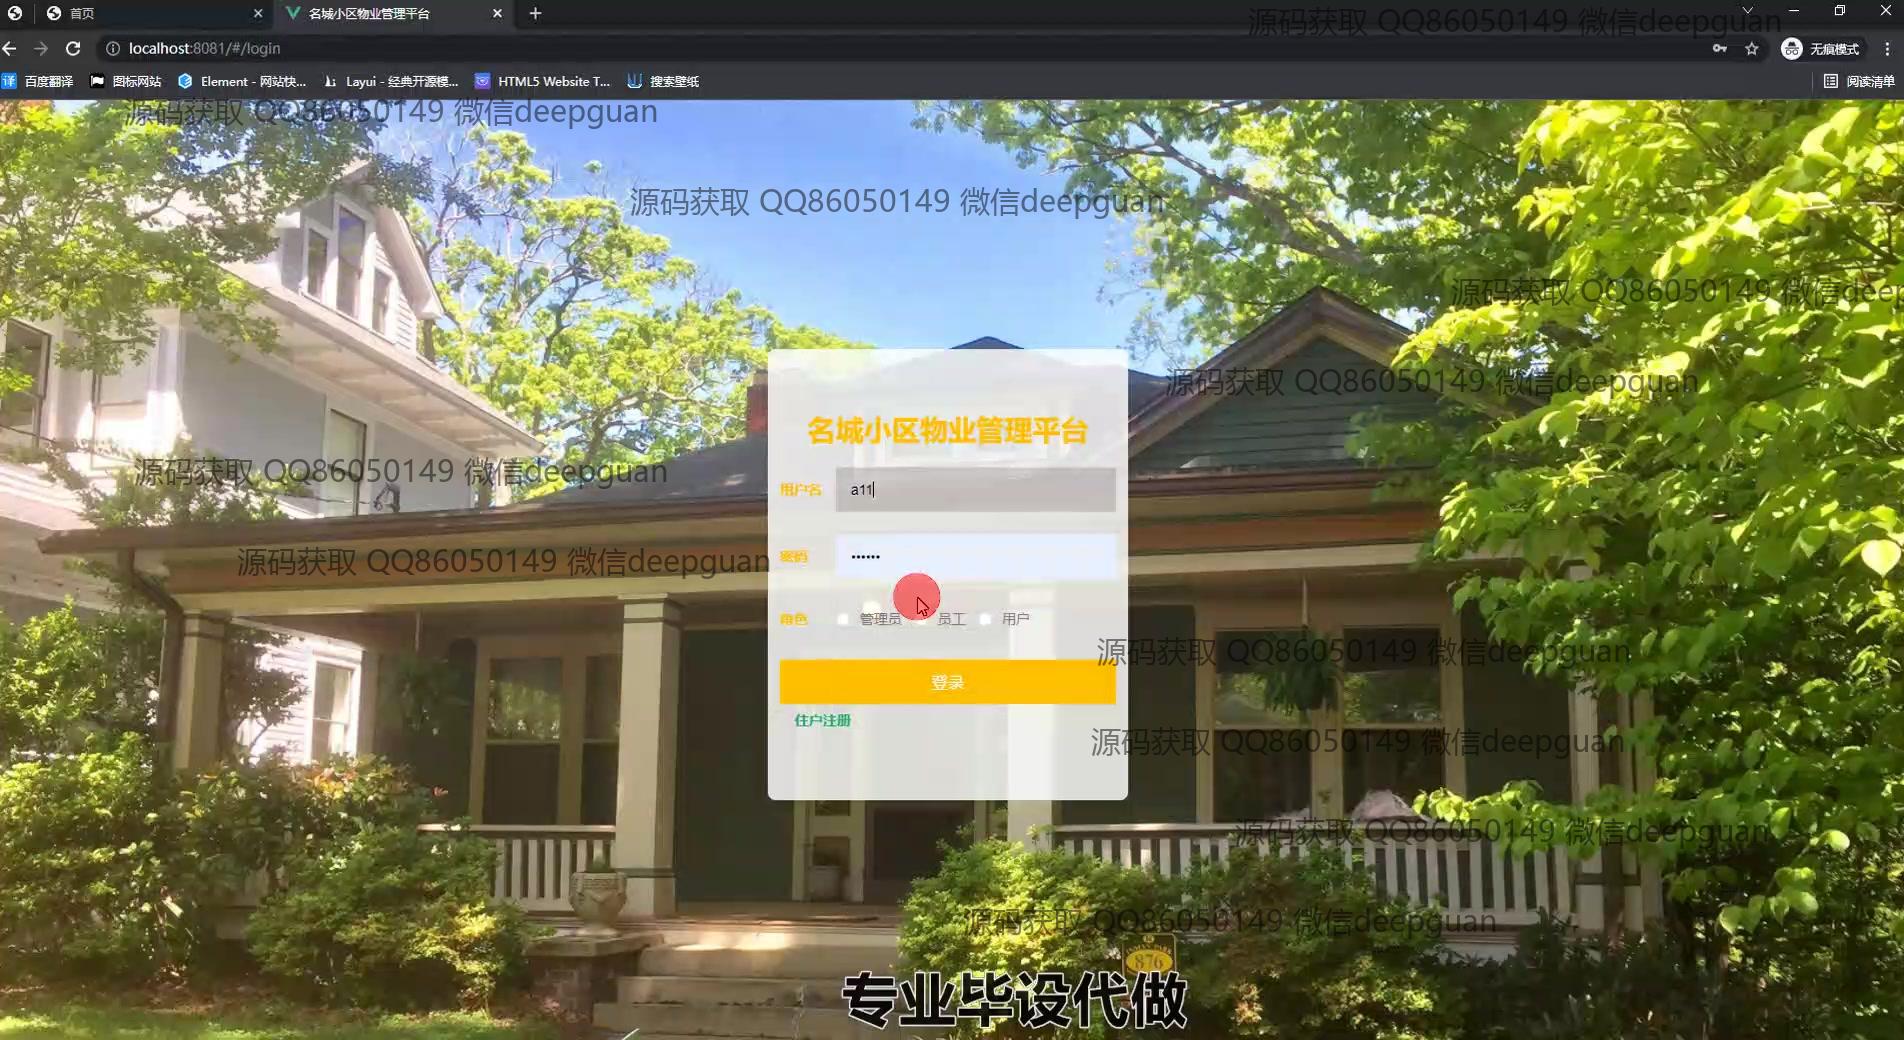 首页
名城小区物业管理平台
源码获取 QQ86050149 微信deepguan
localhost:8081/#/login
无痕模式
译 百度翻译
图标网站
Element - 网站快...
Layui - 经典开源模...
HTML5 Website T...
搜索壁纸
阅读清单
源码获取 QQ86050149 微信deepguan
源码获取 QQ86050149 微信deepguan
源码获取 QQ86050149 微信deep
源码获取 QQ86050149 微信deepguan
名城小区物业管理平台
源码获取 QQ86050149 微信deepguan
用户名 a11
源码获取 QQ86050149 微信deepguan
密码 ••••••
角色 管理员 员工 用户
源码获取 QQ86050149 微信deepguan
登录
住户注册
源码获取 QQ86050149 微信deepguan
源码获取 QQ86050149 微信deepguan
源码获取 QQ86050149 微信deepguan
876
专业毕设代做